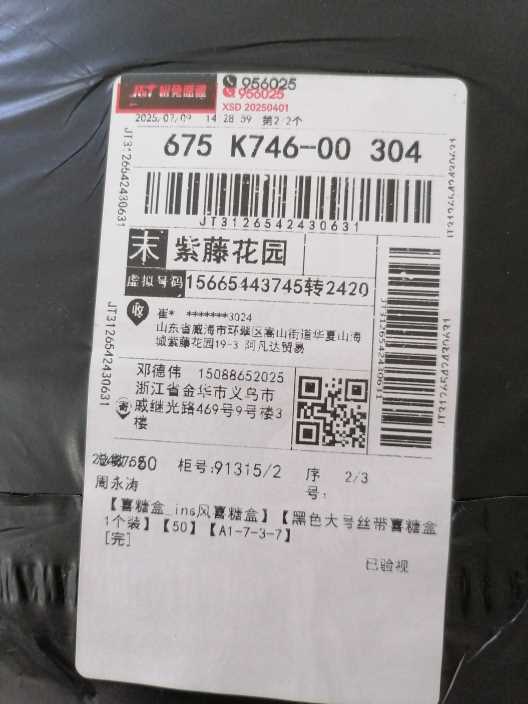 J&T 极兔速递
956025
956025
XSD 20250401
2025/07/09 14:28:59 第2/2个
675 K746-00 304
JT3126542430631
JT3126542430631
JT3126542430631
末 紫藤花园
虚拟号码 15665443745转2420
收 崔* *******3024
山东省威海市环翠区嵩山街道华夏山海
城紫藤花园19-3 阿凡达贸易
JT3126542430631
JT3126542430631
邓德伟 15088652025
浙江省金华市义乌市
戚继光路469号9号楼3
楼
寄
50 柜号:91315/2 序 2/3
号:
周永涛
【喜糖盒_ins风喜糖盒】【黑色大号丝带喜糖盒
1个装】【50】【A1-7-3-7】
[完]
已验视